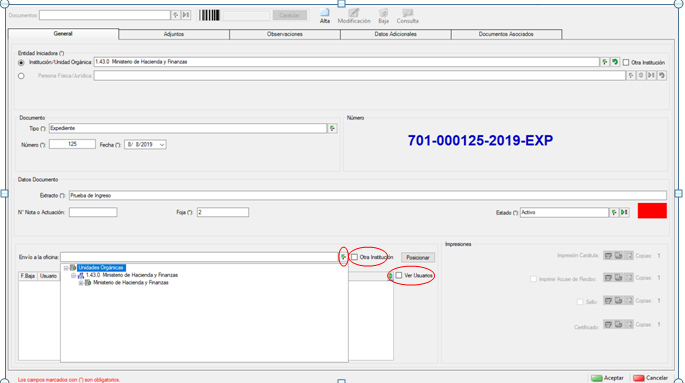 Documentos Caratular Alta Modificación Baja Consulta
General Adjuntos Observaciones Datos Adicionales Documentos Asociados
Entidad Iniciadora (*)
Institución/Unidad Organica: 1.43.0 Ministerio de Hacienda y Finanzas Otra Institución
Persona Física/Jurídica:
Documento Número
Tipo (*): Expediente
Número (*): 125 Fecha (*): 8/ 8/2019
701-000125-2019-EXP
Datos Documento
Extracto (*): Prueba de Ingreso
N° Nota o Actuación: Foja (*): 2 Estado (*) Activo
Envío a la oficina: Otra Institución Posicionar
Unidades Orgánicas
1.43.0 Ministerio de Hacienda y Finanzas
Ministerio de Hacienda y Finanzas
F.Baja Usuario Ver Usuarios
Impresiones
Impresión Carátula: Copias: 1
Imprimir Acuse de Recibo: Copias: 1
Sello: Copias: 1
Certificado: Copias: 1
Los campos marcados con (*) son obligatorios. Aceptar Cancelar